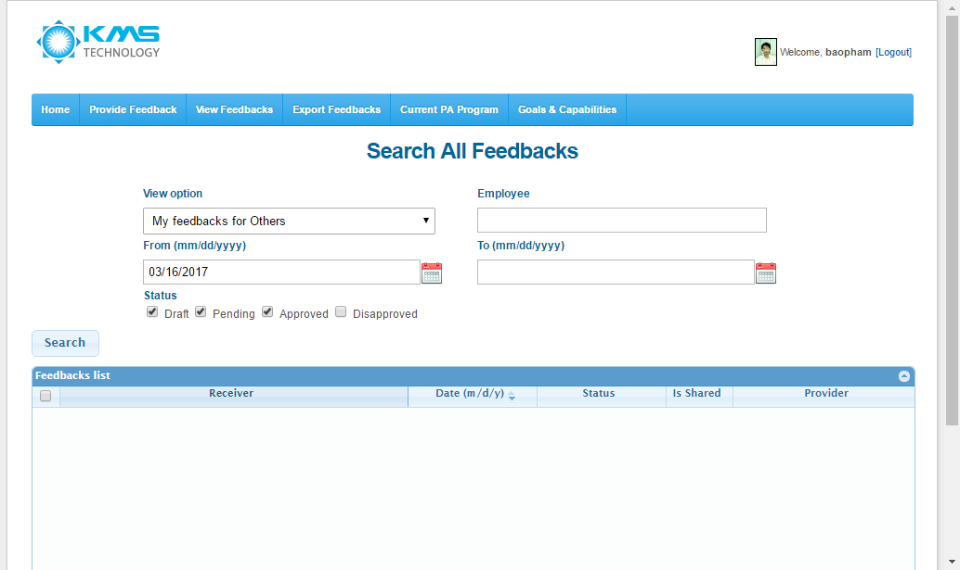 KMS
TECHNOLOGY
Welcome, baopham [Logout]
Home Provide Feedback View Feedbacks Export Feedbacks Current PA Program Goals & Capabilities
Search All Feedbacks
View option Employee
My feedbacks for Others
From (mm/dd/yyyy) To (mm/dd/yyyy)
03/16/2017
Status
Draft Pending Approved Disapproved
Search
Feedbacks list
Receiver Date (m/d/y) Status Is Shared Provider